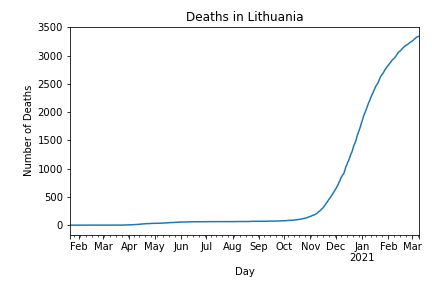 Deaths in Lithuania
3500
3000
2500
2000
1500
1000
500
0
Number of Deaths
Feb Mar Apr May Jun Jul Aug Sep Oct Nov Dec Jan Feb Mar
2021
Day